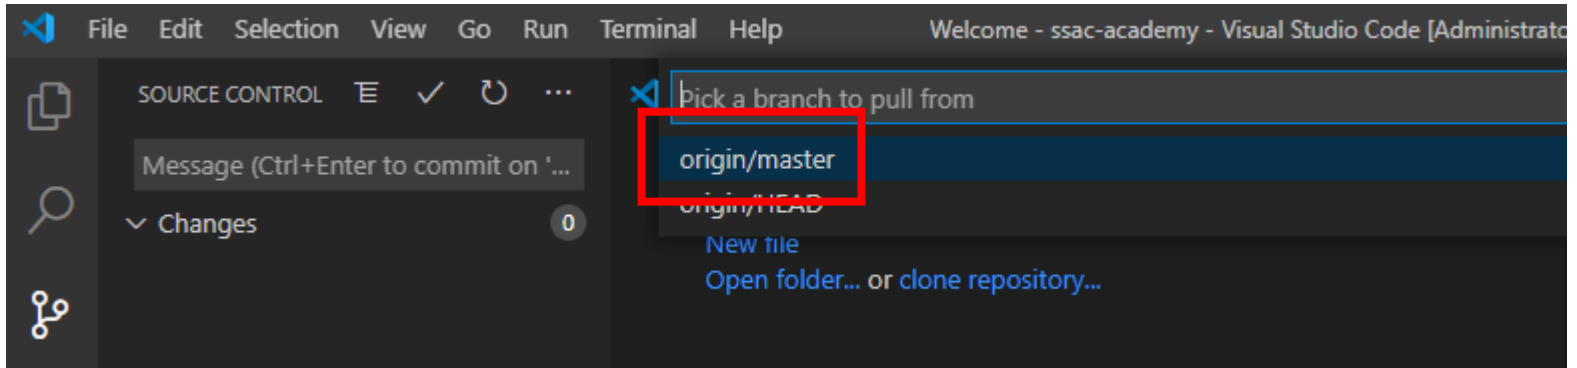 File Edit Selection View Go Run Terminal Help Welcome - ssac-academy - Visual Studio Code [Administrato
SOURCE CONTROL
Message (Ctrl+Enter to commit on '...
Changes 0
Pick a branch to pull from
origin/master
origin/HEAD
New file
Open folder... or clone repository...